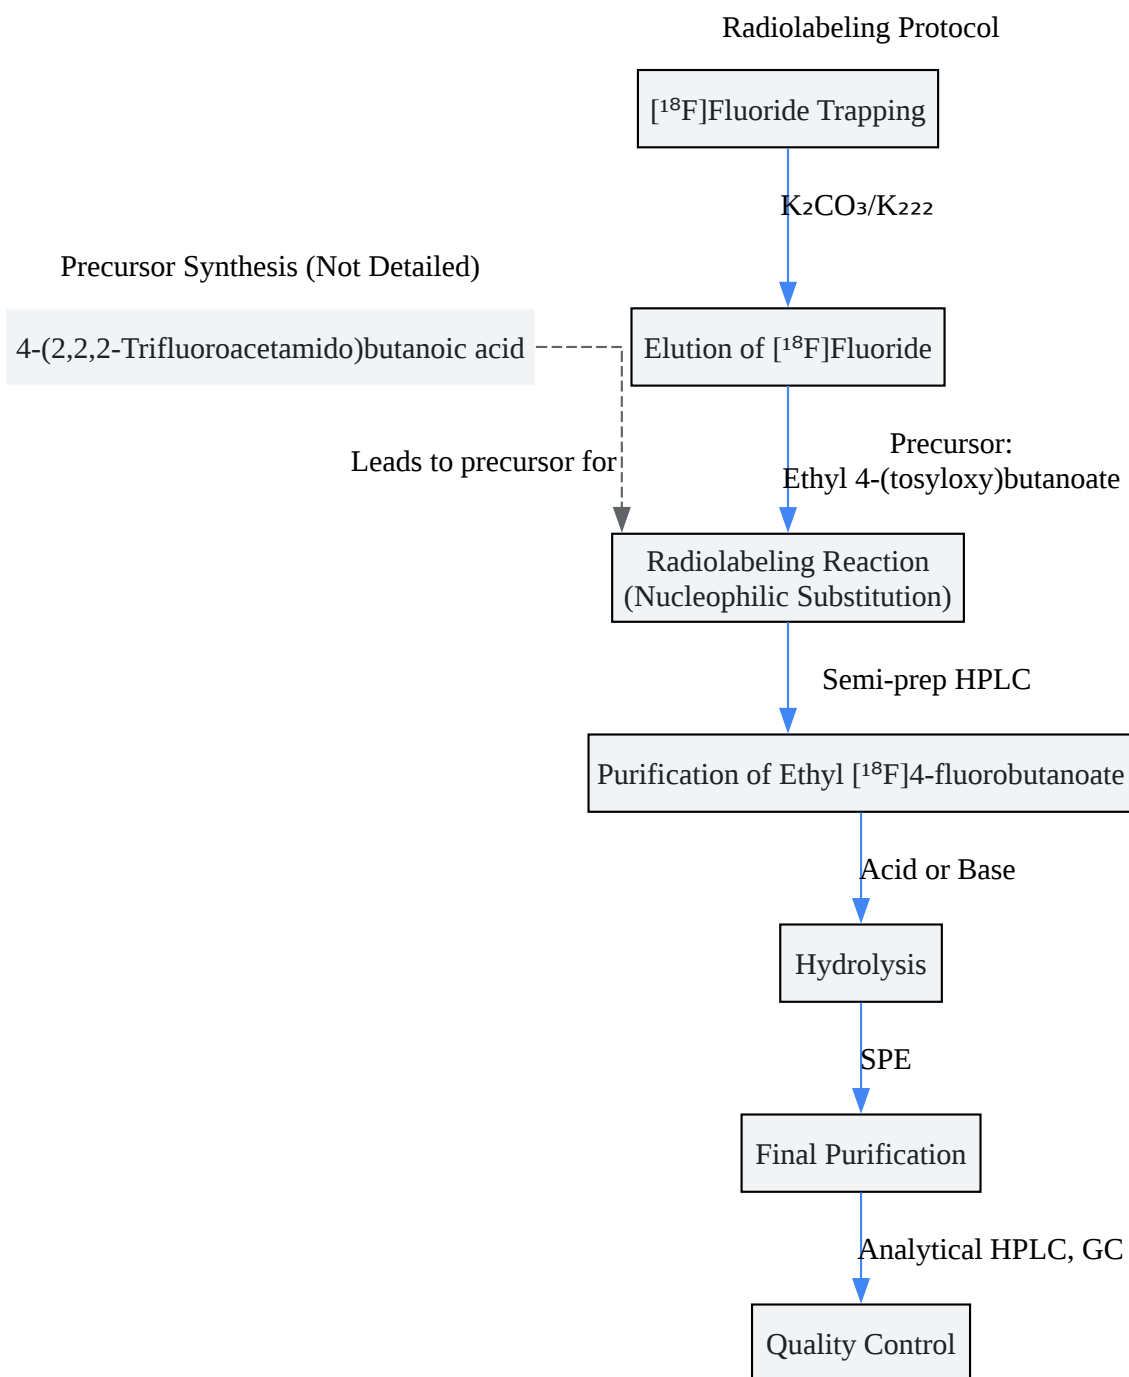 Radiolabeling Protocol
[¹⁸F]Fluoride Trapping
K₂CO₃/K₂₂₂
Precursor Synthesis (Not Detailed)
4-(2,2,2-Trifluoroacetamido)butanoic acid
Elution of [¹⁸F]Fluoride
Leads to precursor for
Precursor:
Ethyl 4-(tosyloxy)butanoate
Radiolabeling Reaction
(Nucleophilic Substitution)
Semi-prep HPLC
Purification of Ethyl [¹⁸F]4-fluorobutanoate
Acid or Base
Hydrolysis
SPE
Final Purification
Analytical HPLC, GC
Quality Control